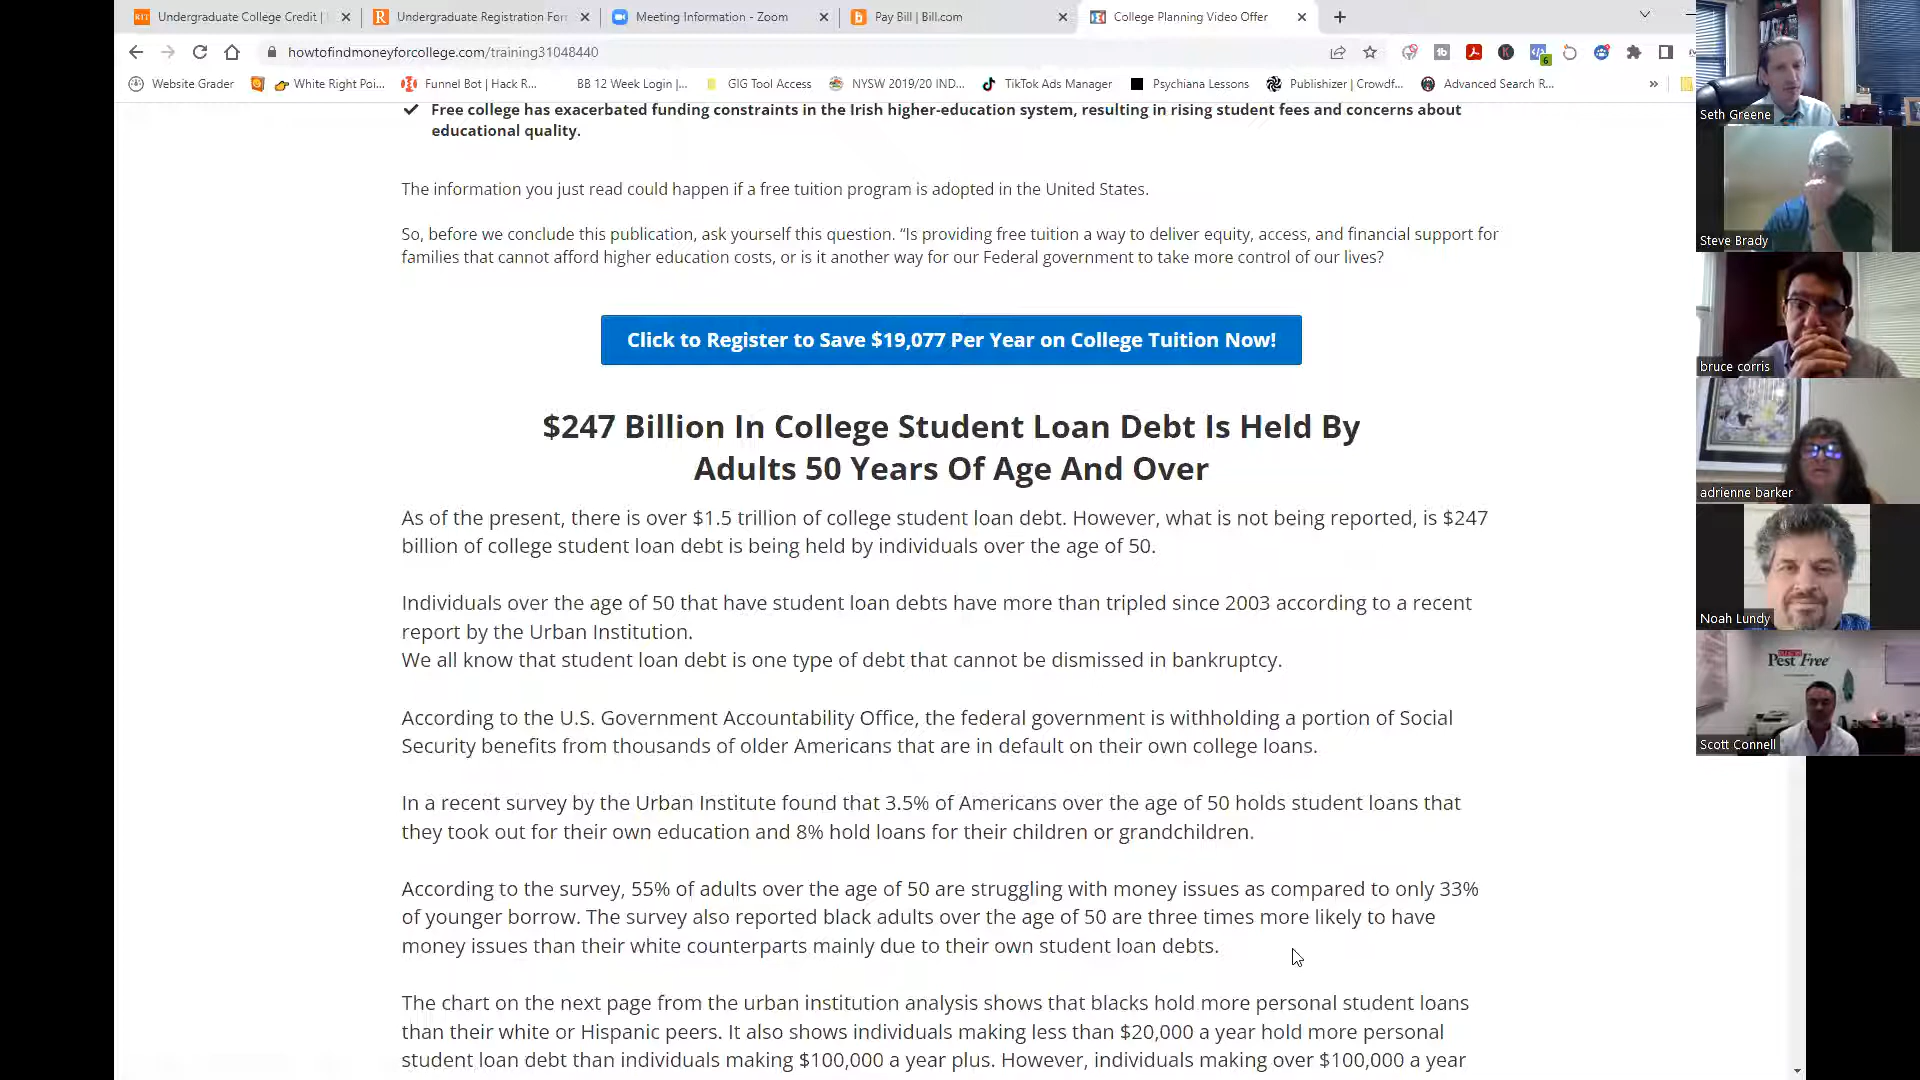 Undergraduate College Credit |
Undergraduate Registration For
Meeting Information - Zoom
Pay Bill | Bill.com
College Planning Video Offer
howtofindmoneyforcollege.com/training31048440
Website Grader
White Right Poi...
Funnel Bot | Hack R...
BB 12 Week Login |...
GIG Tool Access
NYSW 2019/20 IND...
TikTok Ads Manager
Psychiana Lessons
Publishizer | Crowdf...
Advanced Search R...
Free college has exacerbated funding constraints in the Irish higher-education system, resulting in rising student fees and concerns about
educational quality.
The information you just read could happen if a free tuition program is adopted in the United States.
So, before we conclude this publication, ask yourself this question. “Is providing free tuition a way to deliver equity, access, and financial support for
families that cannot afford higher education costs, or is it another way for our Federal government to take more control of our lives?
Click to Register to Save $19,077 Per Year on College Tuition Now!
$247 Billion In College Student Loan Debt Is Held By
Adults 50 Years Of Age And Over
As of the present, there is over $1.5 trillion of college student loan debt. However, what is not being reported, is $247
billion of college student loan debt is being held by individuals over the age of 50.
Individuals over the age of 50 that have student loan debts have more than tripled since 2003 according to a recent
report by the Urban Institution.
We all know that student loan debt is one type of debt that cannot be dismissed in bankruptcy.
According to the U.S. Government Accountability Office, the federal government is withholding a portion of Social
Security benefits from thousands of older Americans that are in default on their own college loans.
In a recent survey by the Urban Institute found that 3.5% of Americans over the age of 50 holds student loans that
they took out for their own education and 8% hold loans for their children or grandchildren.
According to the survey, 55% of adults over the age of 50 are struggling with money issues as compared to only 33%
of younger borrow. The survey also reported black adults over the age of 50 are three times more likely to have
money issues than their white counterparts mainly due to their own student loan debts.
The chart on the next page from the urban institution analysis shows that blacks hold more personal student loans
than their white or Hispanic peers. It also shows individuals making less than $20,000 a year hold more personal
student loan debt than individuals making $100,000 a year plus. However, individuals making over $100,000 a year
Seth Greene
Steve Brady
bruce corris
adrienne barker
Noah Lundy
Pest Free
Scott Connell